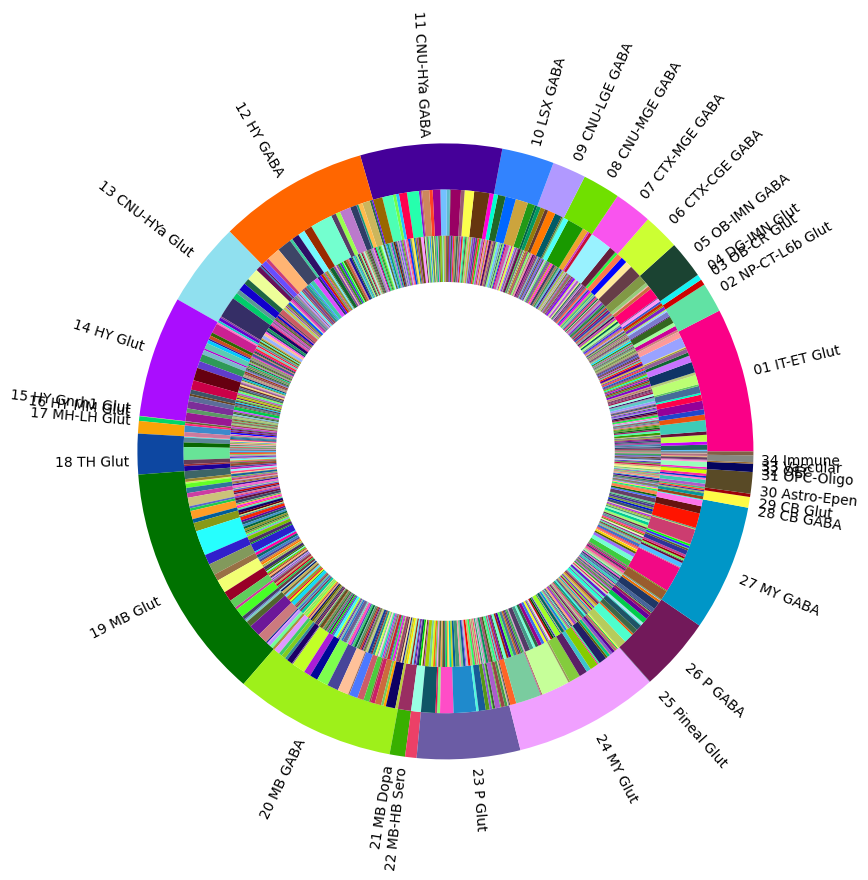 01 IT-ET Glut
02 NP-CT-L6b Glut
03 OB-CR Glut
04 DG-IMN Glut
05 OB-IMN GABA
06 CTX-CGE GABA
07 CTX-MGE GABA
08 CNU-MGE GABA
09 CNU-LGE GABA
10 LSX GABA
11 CNU-HYa GABA
12 HY GABA
13 CNU-HYa Glut
14 HY Glut
15 HY Gnrh1 Glut
16 HY MM Glut
17 MH-LH Glut
18 TH Glut
19 MB Glut
20 MB GABA
21 MB Dopa
22 MB-HB Sero
23 P Glut
24 MY Glut
25 Pineal Glut
26 P GABA
27 MY GABA
28 CB GABA
29 CB Glut
30 Astro-Epen
31 OPC-Oligo
33 Vascular
34 Immune